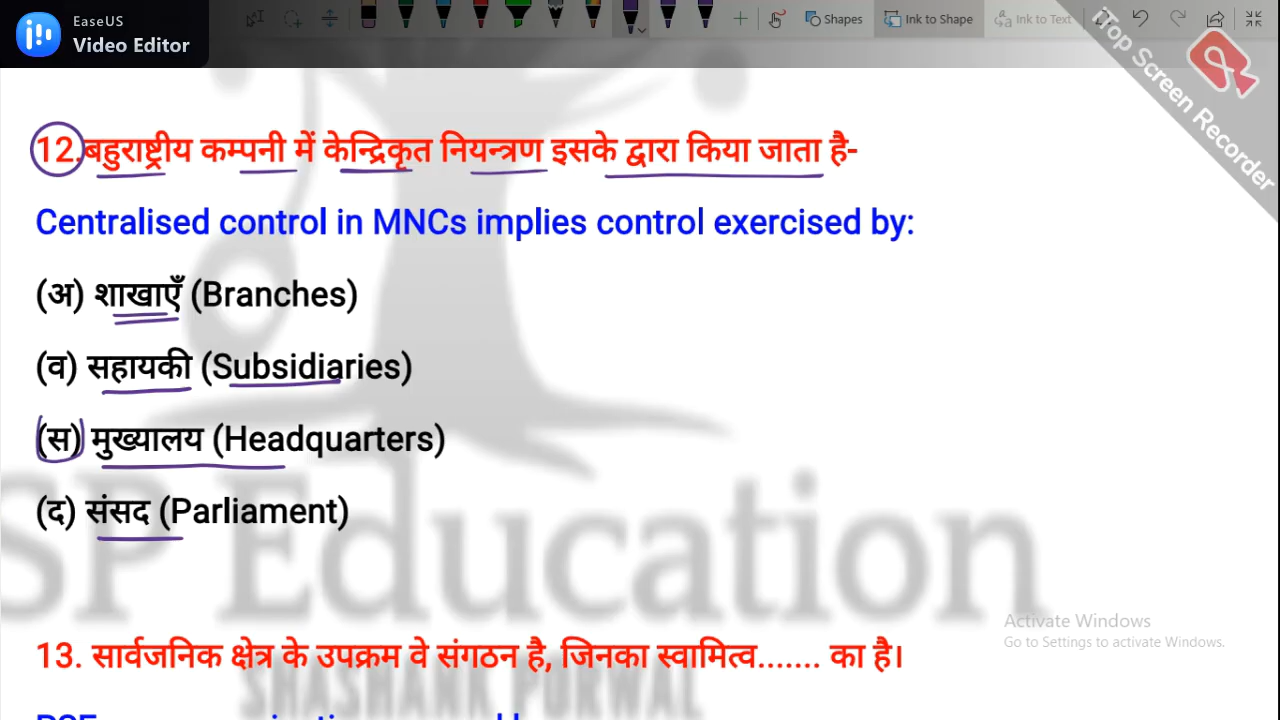 EaseUS
Video Editor
Shapes
Ink to Shape
Ink to Text
iTop Screen Recorder
12.बहुराष्ट्रीय कम्पनी में केन्द्रिकृत नियन्त्रण इसके द्वारा किया जाता है-
Centralised control in MNCs implies control exercised by:
(अ) शाखाएँ (Branches)
(व) सहायकी (Subsidiaries)
(स) मुख्यालय (Headquarters)
(द) संसद (Parliament)
SP Education
Activate Windows
Go to Settings to activate Windows.
13. सार्वजनिक क्षेत्र के उपक्रम वे संगठन है, जिनका स्वामित्व....... का है।
SHASHANK PORWAL